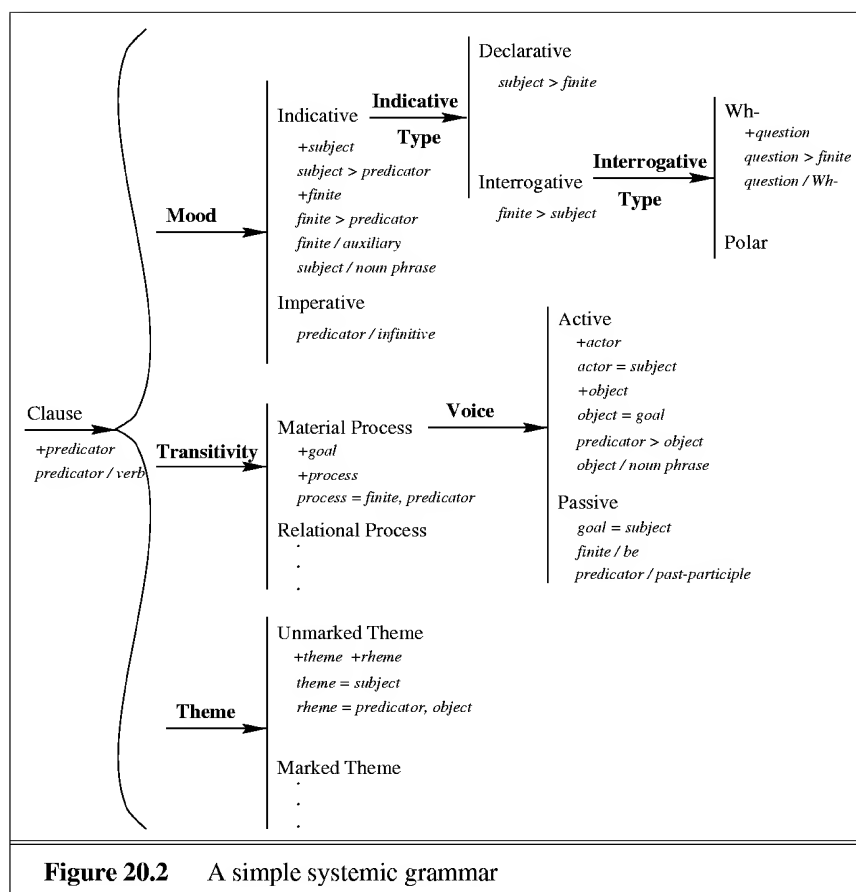 Clause
+predicator
predicator / verb
Mood
Indicative
+subject
subject > predicator
+finite
finite > predicator
finite / auxiliary
subject / noun phrase
Imperative
predicator / infinitive
Indicative
Type
Declarative
subject > finite
Interrogative
finite > subject
Interrogative
Type
Wh-
+question
question > finite
question / Wh-
Polar
Transitivity
Material Process
+goal
+process
process = finite, predicator
Relational Process
.
.
.
Voice
Active
+actor
actor = subject
+object
object = goal
predicator > object
object / noun phrase
Passive
goal = subject
finite / be
predicator / past-participle
Theme
Unmarked Theme
+theme +rheme
theme = subject
rheme = predicator, object
Marked Theme
.
.
.
Figure 20.2 A simple systemic grammar